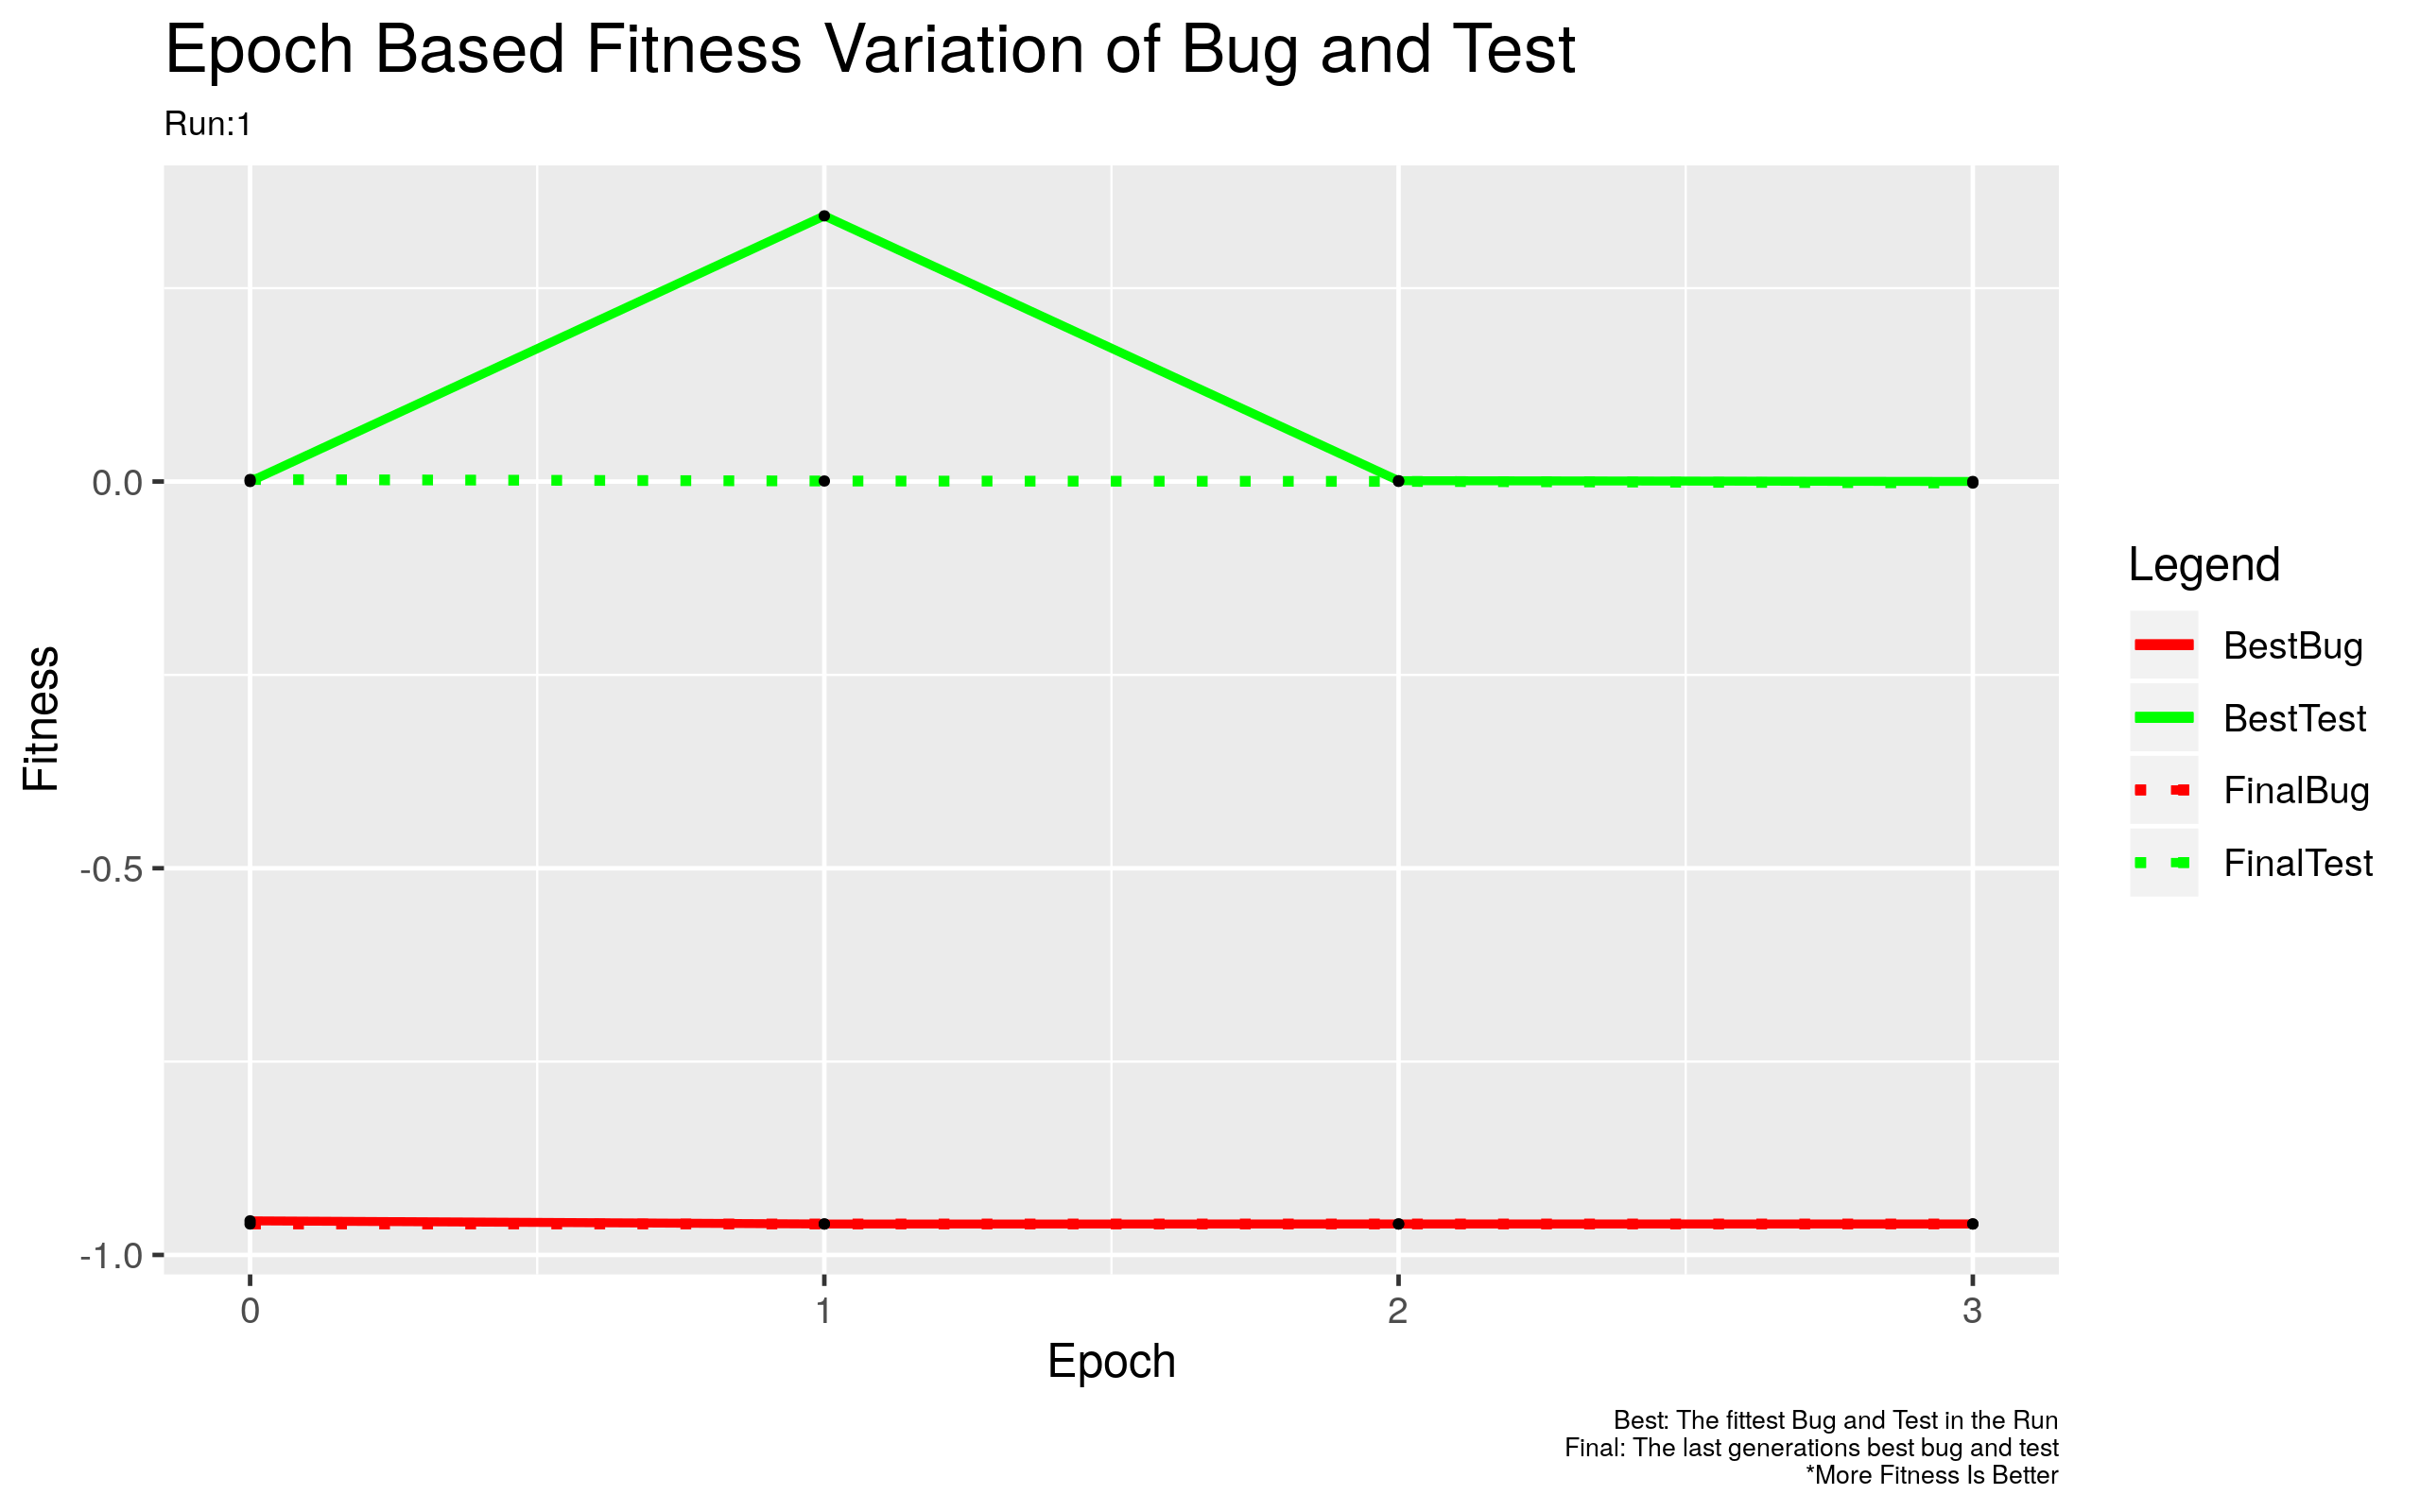 Epoch Based Fitness Variation of Bug and Test
Run:1
Fitness
0.0
-0.5
-1.0
0
1
2
3
Epoch
Legend
BestBug
BestTest
FinalBug
FinalTest
Best: The fittest Bug and Test in the Run
Final: The last generations best bug and test
*More Fitness Is Better